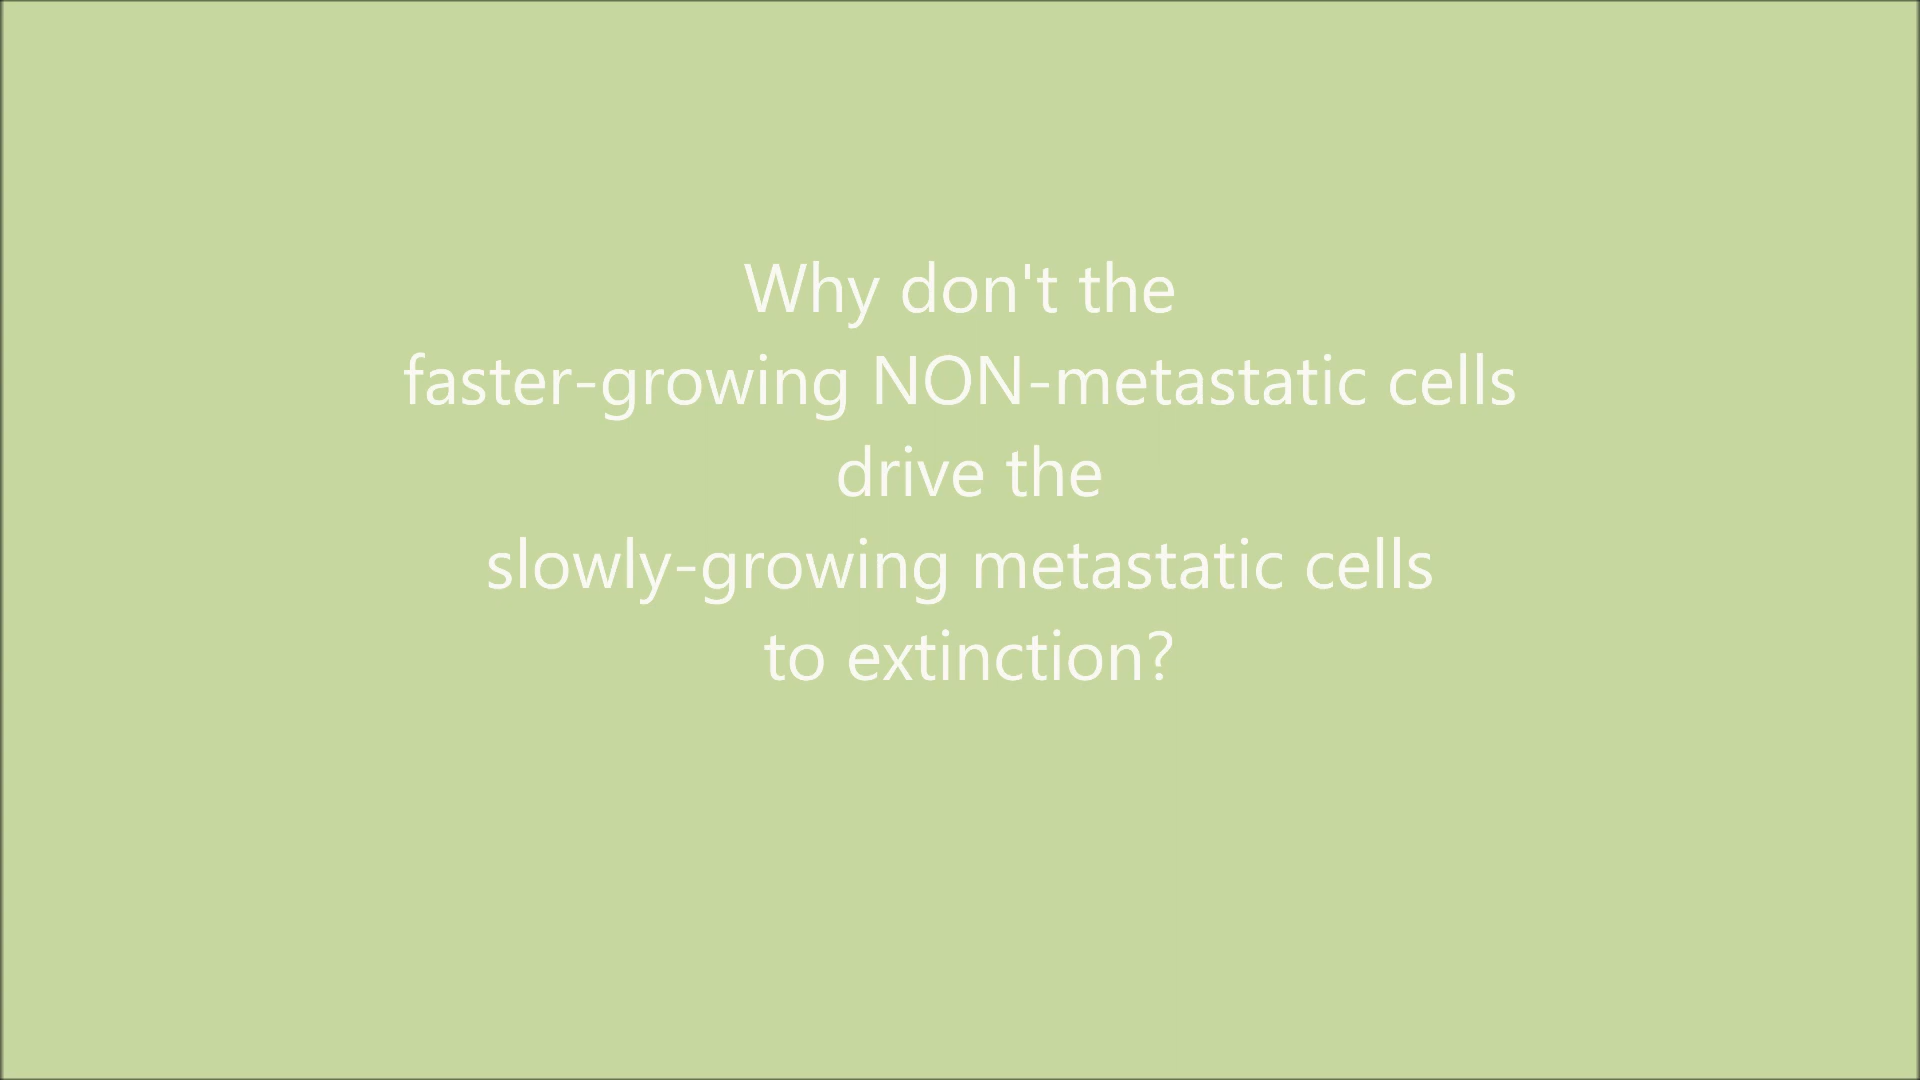 Why don't the
faster-growing NON-metastatic cells
drive the
slowly-growing metastatic cells
to extinction?